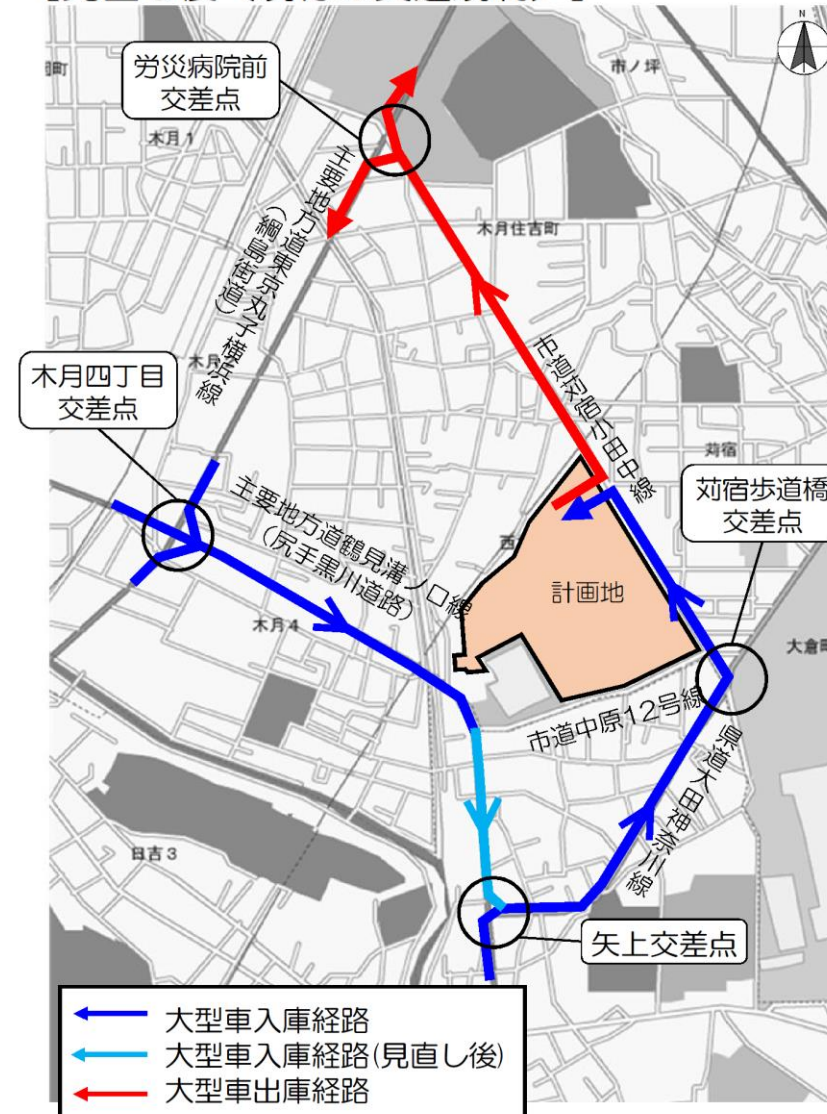 N
市ノ坪
労災病院前
交差点
木月1
主要地方道東京丸子横浜線
(綱島街道)
木月住吉町
市道苅宿小田中線
木月四丁目
交差点
苅宿
苅宿歩道橋
交差点
主要地方道鶴見溝ノ口線
(尻手黒川道路)
計画地
木月4
大倉町
市道中原12号線
県道大田神奈川線
日吉3
矢上交差点
大型車入庫経路
大型車入庫経路(見直し後)
大型車出庫経路